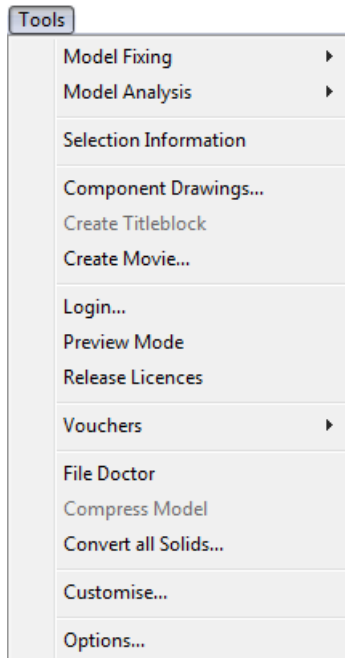 Tools
Model Fixing
Model Analysis
Selection Information
Component Drawings...
Create Titleblock
Create Movie...
Login...
Preview Mode
Release Licences
Vouchers
File Doctor
Compress Model
Convert all Solids...
Customise...
Options...